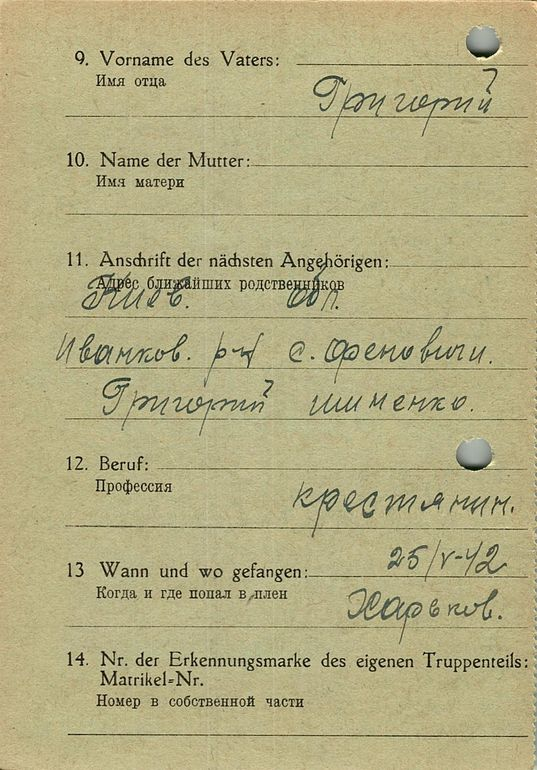 9. Vorname des Vaters:
Имя отца
Григорий
10. Name der Mutter:
Имя матери
11. Anschrift der nächsten Angehörigen:
Адрес ближайших родственников
Киев. обл.
Иванков. р-н с. Феновичи.
Григорий Шименко.
12. Beruf:
Профессия
крестянин.
13 Wann und wo gefangen:
25/V-42
Когда и где попал в плен
Харьков.
14. Nr. der Erkennungsmarke des eigenen Truppenteils:
Matrikel-Nr.
Номер в собственной части